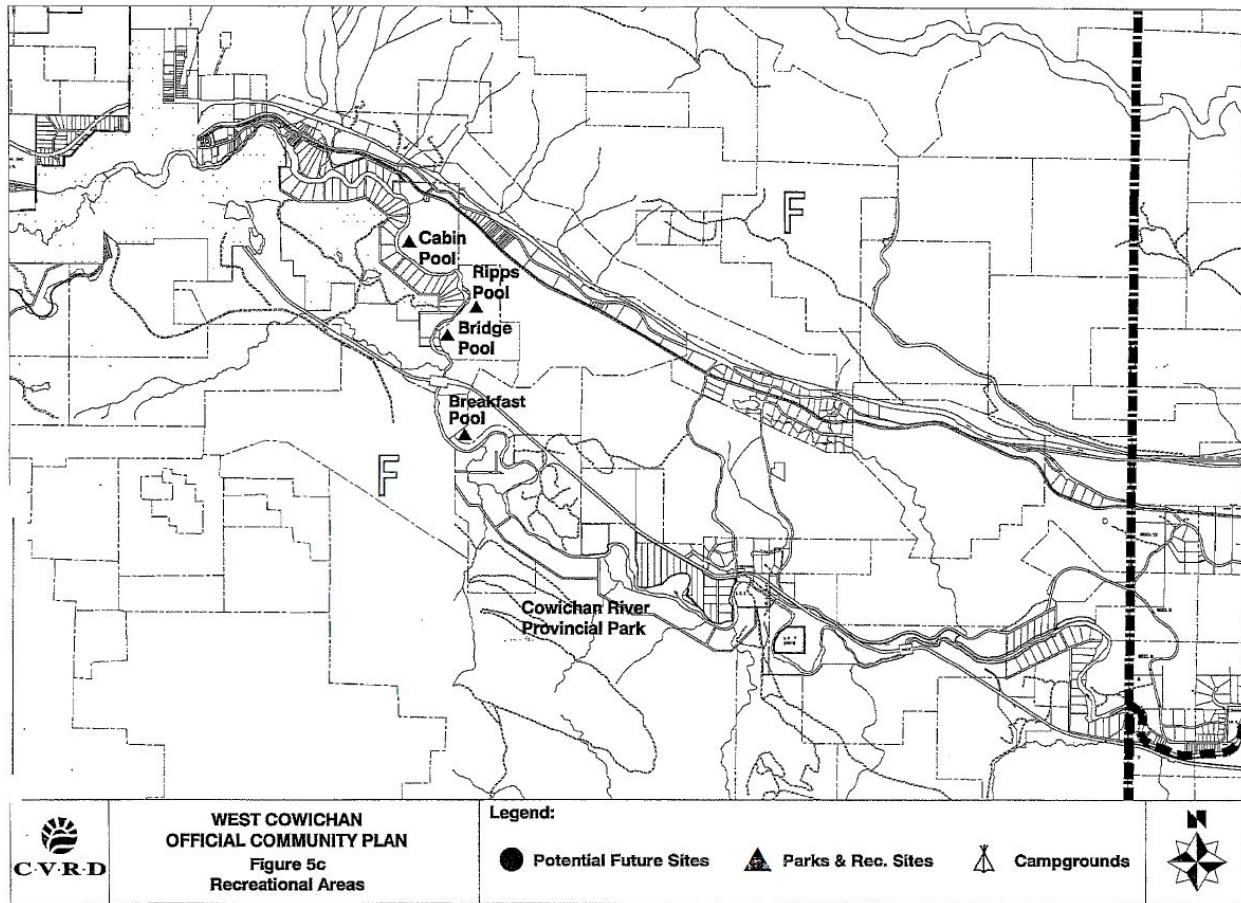 F
Cabin
Pool
Ripps
Pool
Bridge
Pool
Breakfast
Pool
F
Cowichan River
Provincial Park
C·V·R·D
WEST COWICHAN
OFFICIAL COMMUNITY PLAN
Figure 5c
Recreational Areas
Legend:
Potential Future Sites
Parks & Rec. Sites
Campgrounds
N